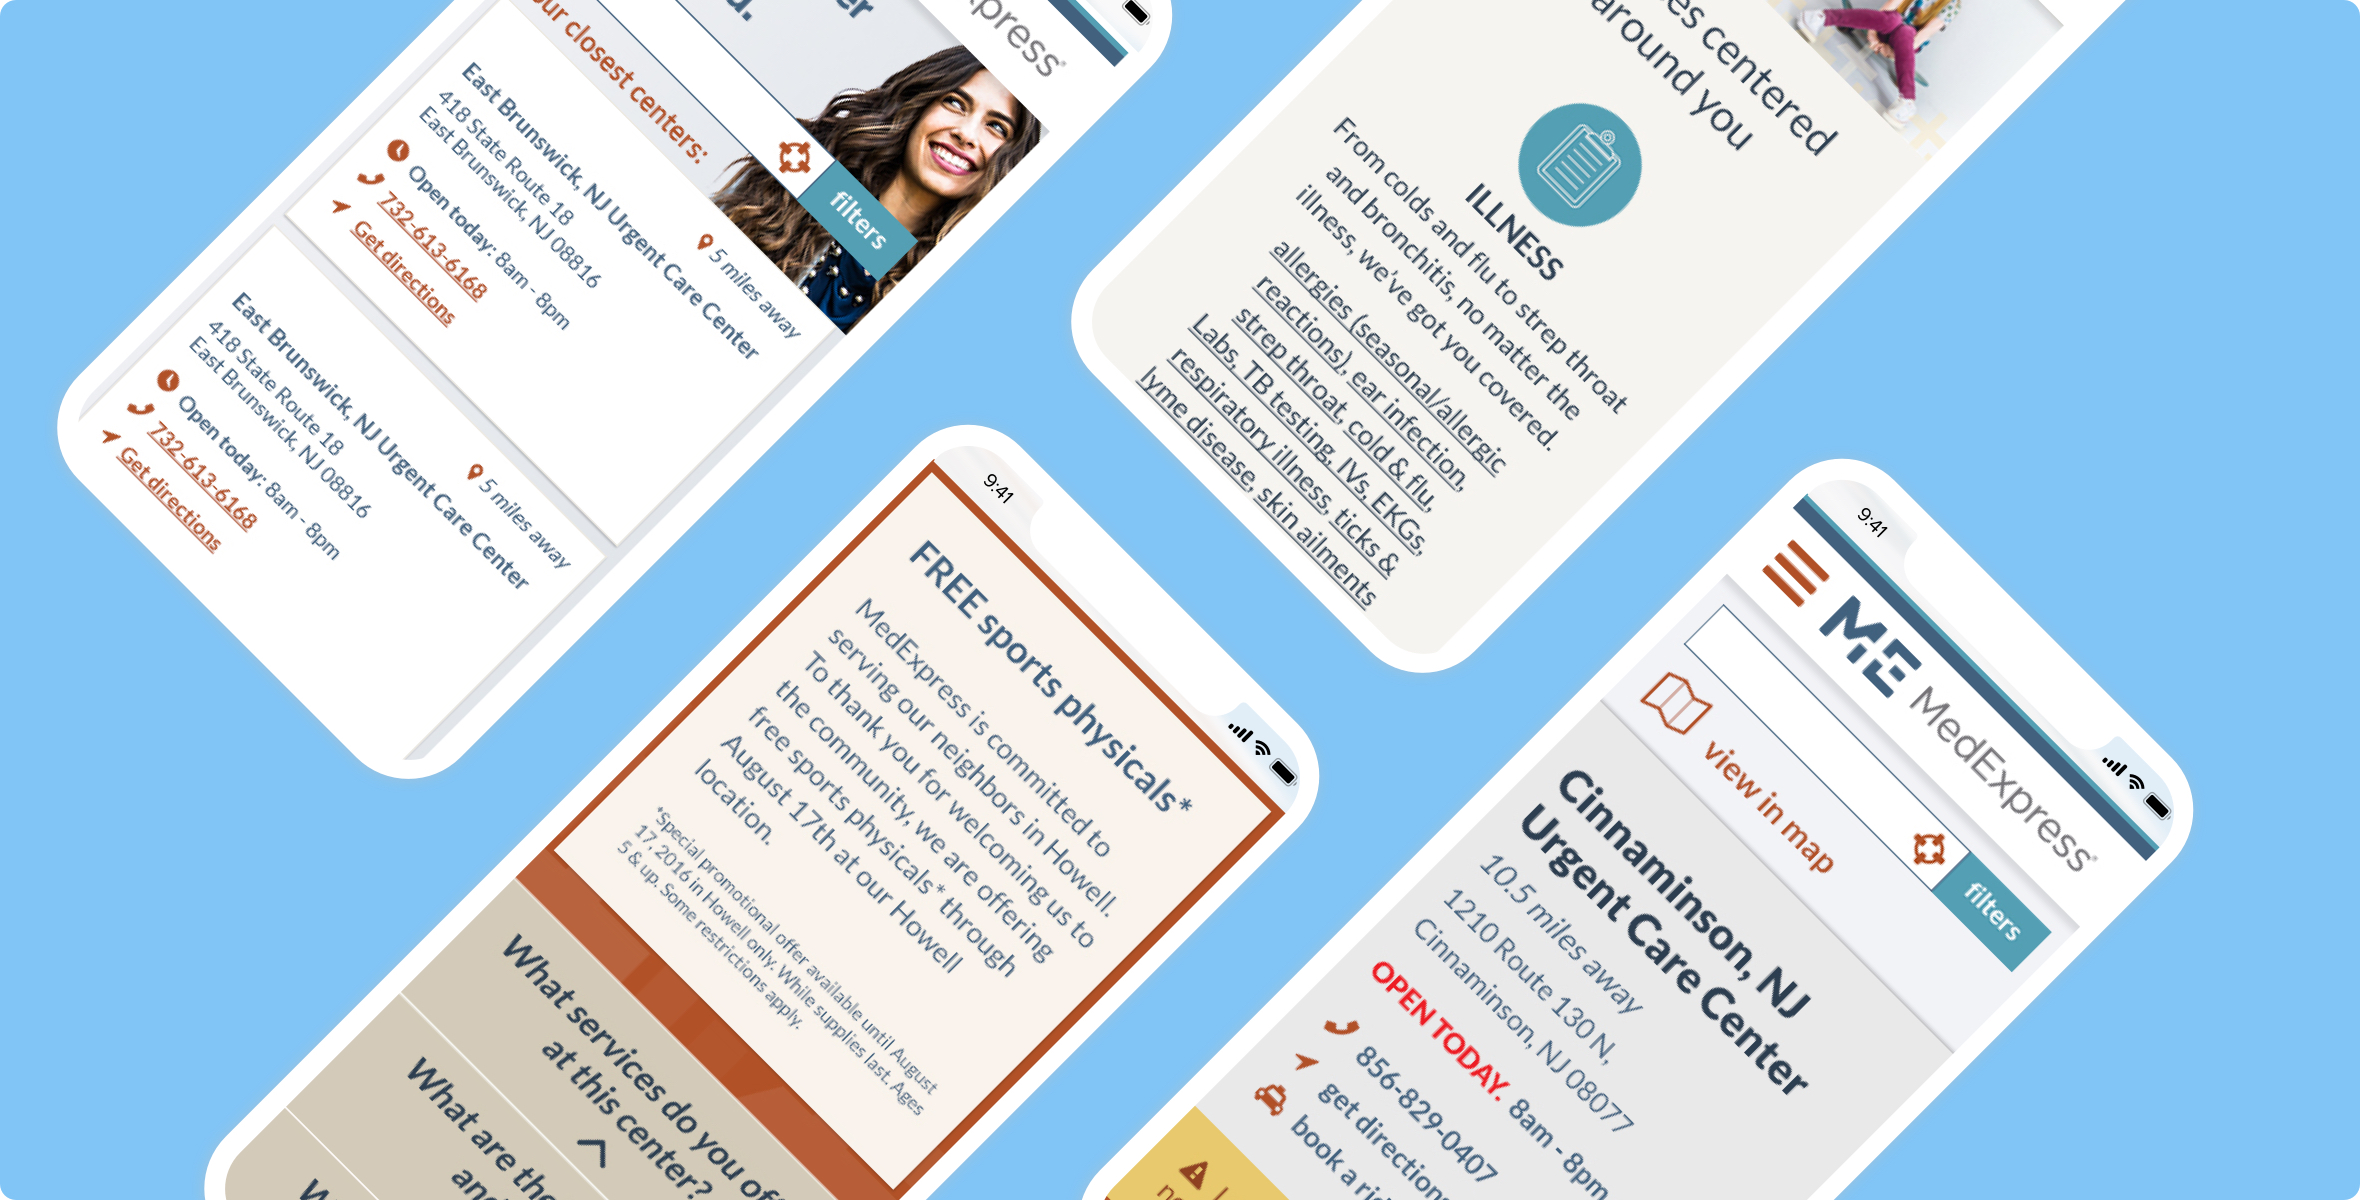 our closest centers:
filters
5 miles away
East Brunswick, NJ Urgent Care Center
418 State Route 18
East Brunswick, NJ 08816
Open today: 8am - 8pm
732-613-6168
Get directions
5 miles away
East Brunswick, NJ Urgent Care Center
418 State Route 18
East Brunswick, NJ 08816
Open today: 8am - 8pm
732-613-6168
Get directions
centered
around you
ILLNESS
From colds and flu to strep throat
and bronchitis, no matter the
illness, we've got you covered.
allergies (seasonal/allergic
reactions), ear infection,
strep throat, cold & flu,
Labs, TB testing, IVs, EKGs,
respiratory illness, ticks &
lyme disease, skin ailments
9:41
FREE sports physicals*
MedExpress is committed to
serving our neighbors in Howell.
To thank you for welcoming us to
the community, we are offering
free sports physicals* through
August 17th at our Howell
location.
*Special promotional offer available until August
17, 2016 in Howell only. While supplies last. Ages
5 & up. Some restrictions apply.
What services do you
at this center?
What are the
9:41
ME MedExpress
filters
view in map
Cinnaminson, NJ
Urgent Care Center
10.5 miles away
1210 Route 130 N,
Cinnaminson, NJ 08077
OPEN TODAY. 8am - 8pm
856-829-0407
get directions
book a